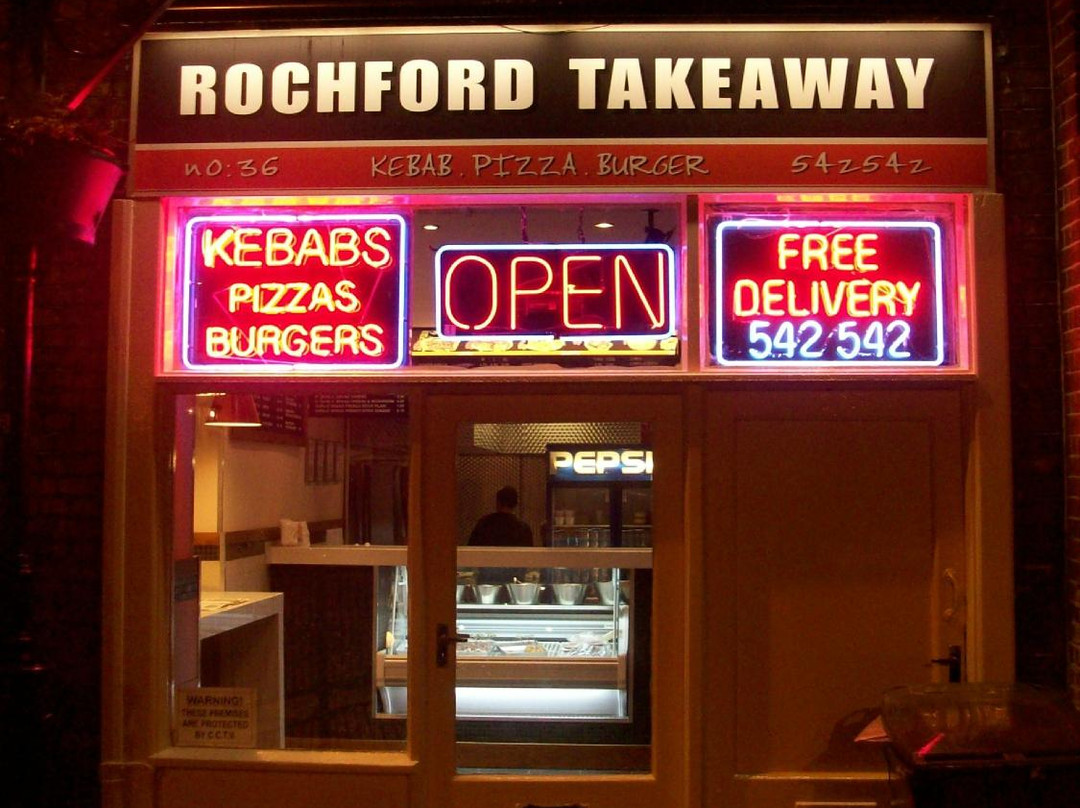 ROCHFORD TAKEAWAY
no:36 KEBAB.PIZZA.BURGER 542542
KEBABS
PIZZAS
BURGERS
OPEN
FREE
DELIVERY
542 542
PEPSI
WARNING!
THESE PREMISES
ARE PROTECTED
BY C.C.T.V.